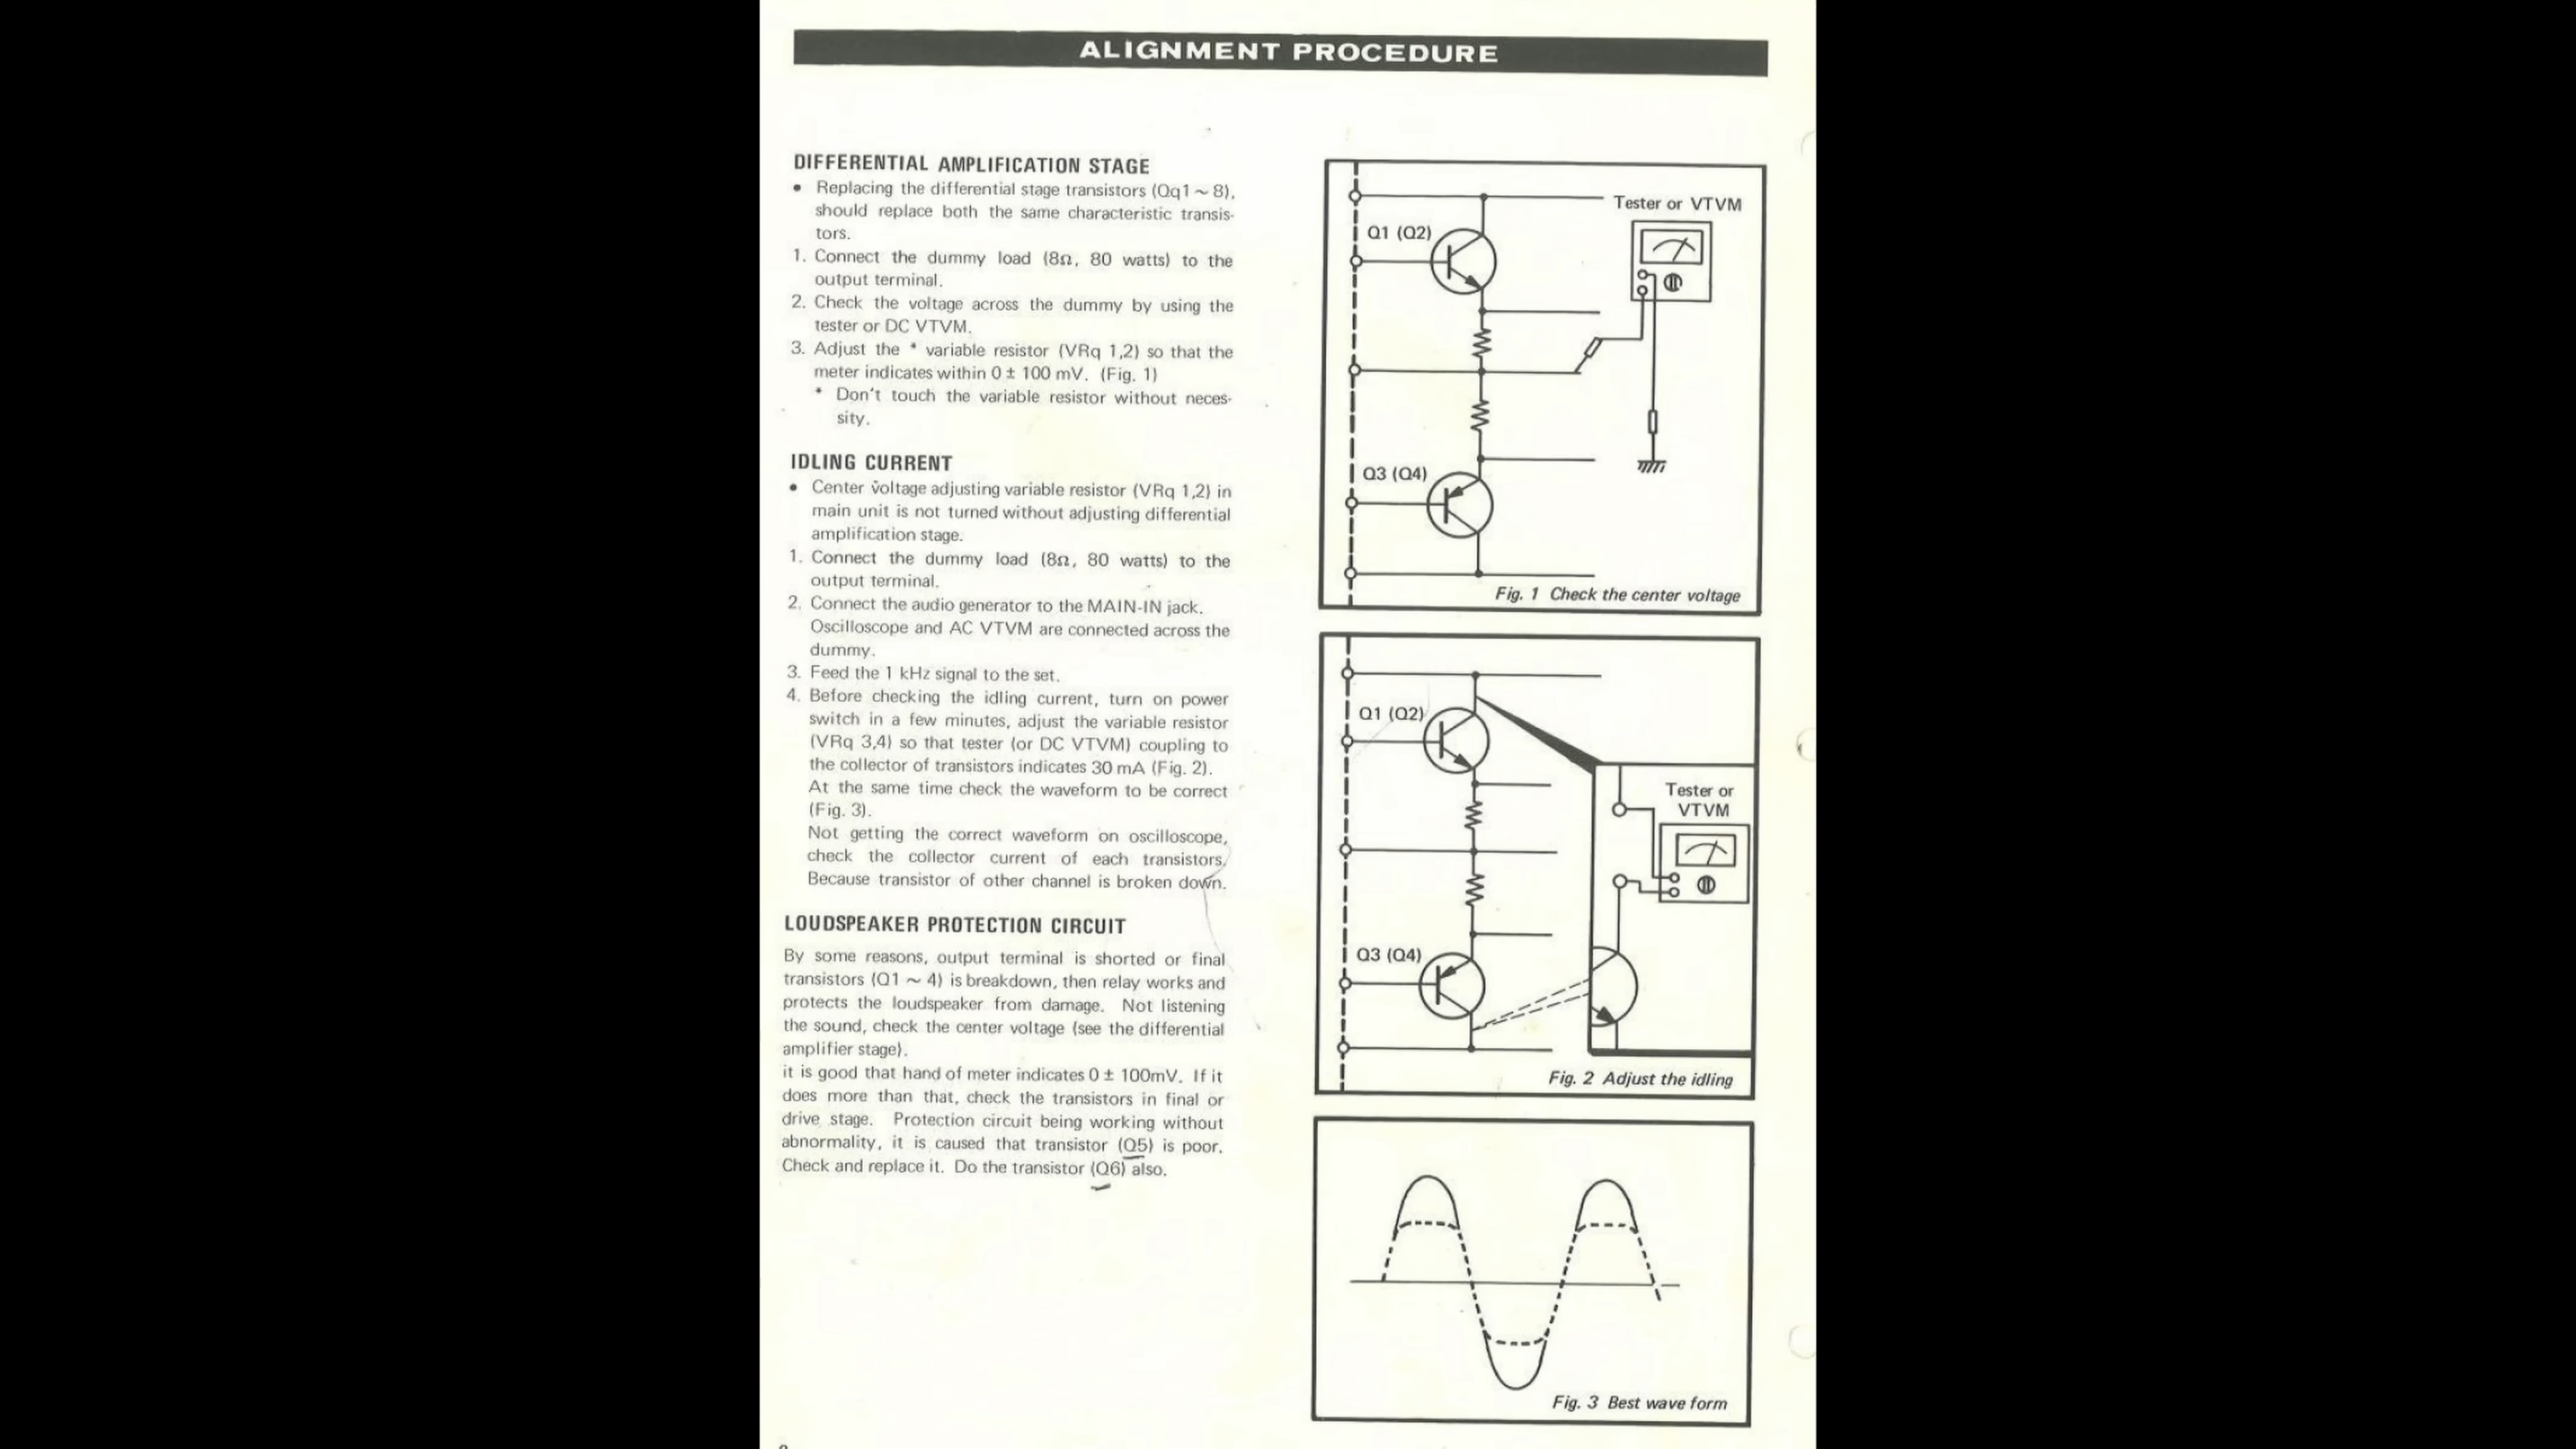 ALIGNMENT PROCEDURE
DIFFERENTIAL AMPLIFICATION STAGE
• Replacing the differential stage transistors (Qq1 ~ 8),
should replace both the same characteristic transis-
tors.
1. Connect the dummy load (8Ω, 80 watts) to the
output terminal.
2. Check the voltage across the dummy by using the
tester or DC VTVM.
3. Adjust the * variable resistor (VRq 1,2) so that the
meter indicates within 0 ± 100 mV. (Fig. 1)
* Don't touch the variable resistor without neces-
sity.
IDLING CURRENT
• Center voltage adjusting variable resistor (VRq 1,2) in
main unit is not turned without adjusting differential
amplification stage.
1. Connect the dummy load (8Ω, 80 watts) to the
output terminal.
2. Connect the audio generator to the MAIN-IN jack.
Oscilloscope and AC VTVM are connected across the
dummy.
3. Feed the 1 kHz signal to the set.
4. Before checking the idling current, turn on power
switch in a few minutes, adjust the variable resistor
(VRq 3,4) so that tester (or DC VTVM) coupling to
the collector of transistors indicates 30 mA (Fig. 2).
At the same time check the waveform to be correct
(Fig. 3).
Not getting the correct waveform on oscilloscope,
check the collector current of each transistors,
Because transistor of other channel is broken down.
LOUDSPEAKER PROTECTION CIRCUIT
By some reasons, output terminal is shorted or final
transistors (Q1 ~ 4) is breakdown, then relay works and
protects the loudspeaker from damage. Not listening
the sound, check the center voltage (see the differential
amplifier stage).
it is good that hand of meter indicates 0 ± 100mV. If it
does more than that, check the transistors in final or
drive stage. Protection circuit being working without
abnormality, it is caused that transistor (Q5) is poor.
Check and replace it. Do the transistor (Q6) also.
Tester or VTVM
Q1 (Q2)
Q3 (Q4)
Fig. 1 Check the center voltage
Q1 (Q2)
Tester or
VTVM
Q3 (Q4)
Fig. 2 Adjust the idling
Fig. 3 Best wave form